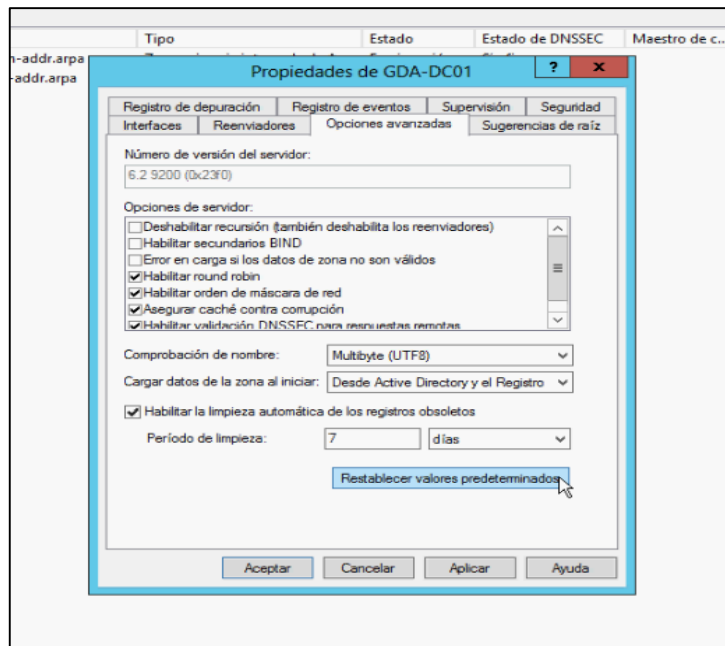 Tipo Estado Estado de DNSSEC Maestro de c...
n-addr.arpa
-addr.arpa
Propiedades de GDA-DC01 ? x
Registro de depuración Registro de eventos Supervisión Seguridad
Interfaces Reenviadores Opciones avanzadas Sugerencias de raíz
Número de versión del servidor:
6.2 9200 (0x23f0)
Opciones de servidor:
Deshabilitar recursión (también deshabilita los reenviadores)
Habilitar secundarios BIND
Error en carga si los datos de zona no son válidos
Habilitar round robin
Habilitar orden de máscara de red
Asegurar caché contra corrupción
Habilitar validación DNSSEC para respuestas remotas
Comprobación de nombre: Multibyte (UTF8)
Cargar datos de la zona al iniciar: Desde Active Directory y el Registro
Habilitar la limpieza automática de los registros obsoletos
Período de limpieza: 7 días
Restablecer valores predeterminados
Aceptar Cancelar Aplicar Ayuda